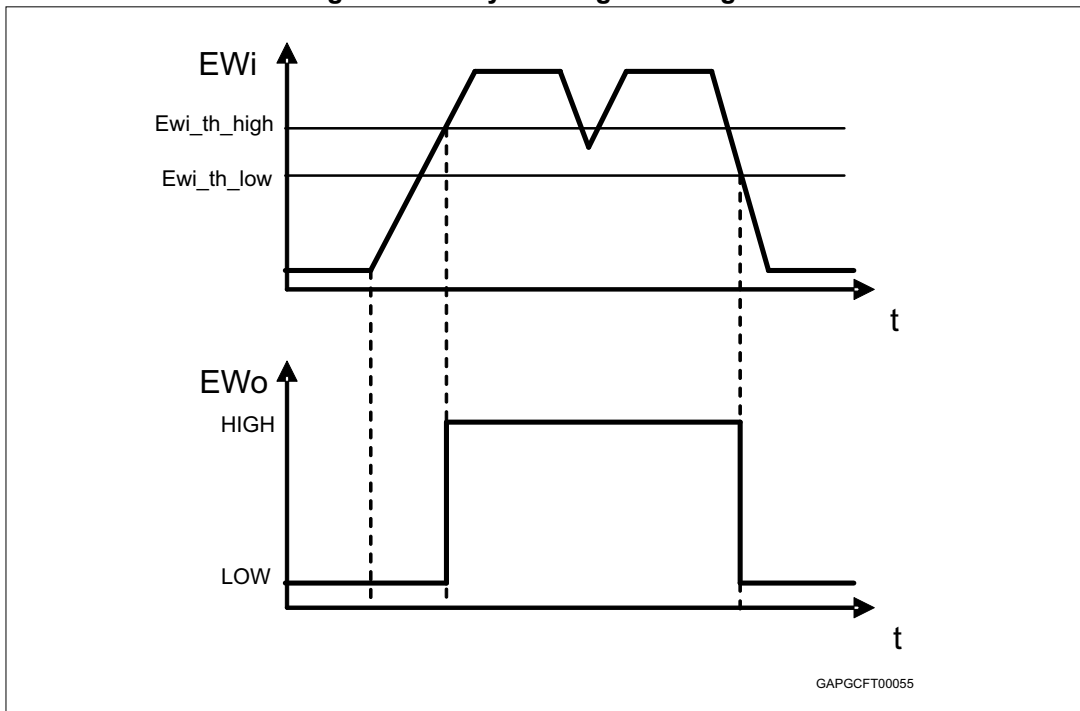 EWi
Ewi_th_high
Ewi_th_low
t
EWo
HIGH
LOW
t
GAPGCFT00055